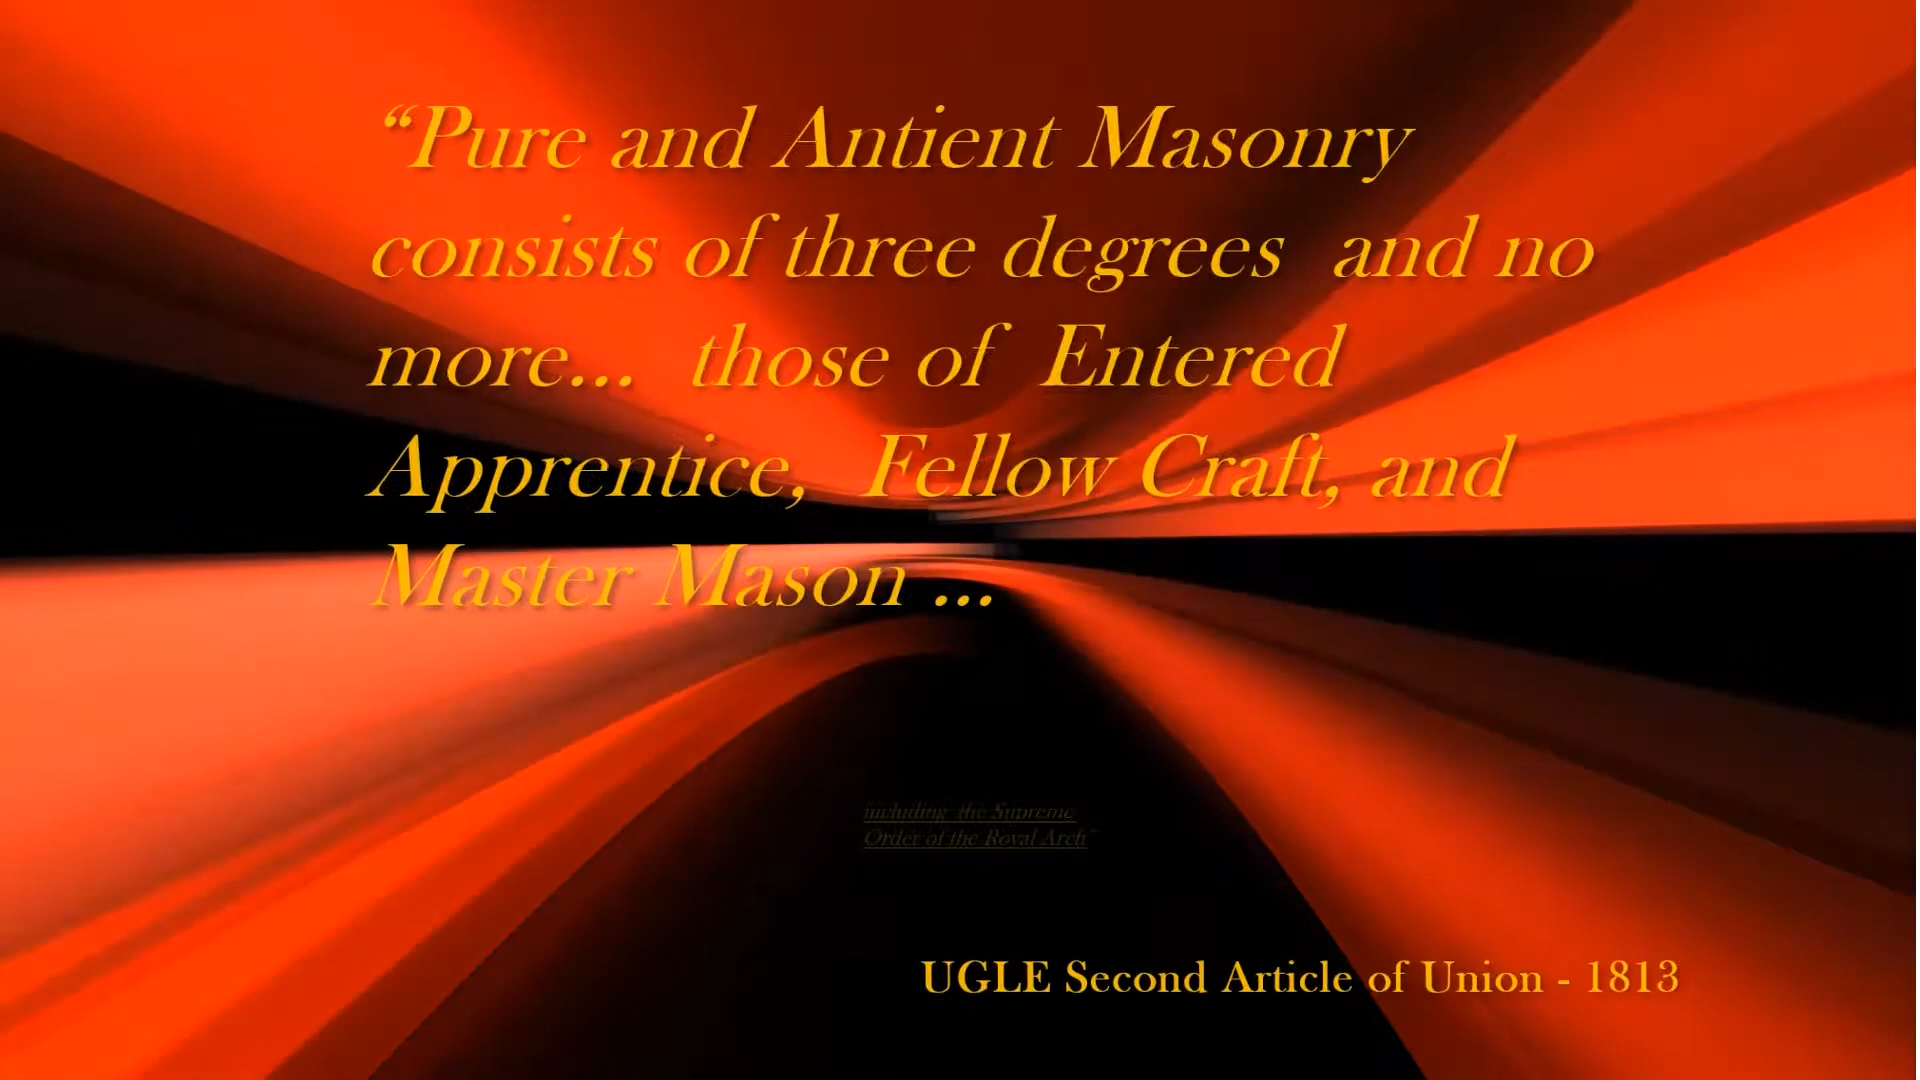 “Pure and Antient Masonry
consists of three degrees and no
more... those of Entered
Apprentice, Fellow Craft, and
Master Mason ...
including the Supreme
Order of the Royal Arch”
UGLE Second Article of Union - 1813